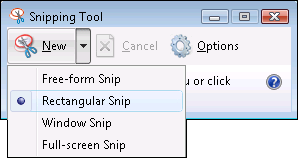 Snipping Tool
New Cancel Options
Free-form Snip
u or click
Rectangular Snip
Window Snip
Full-screen Snip